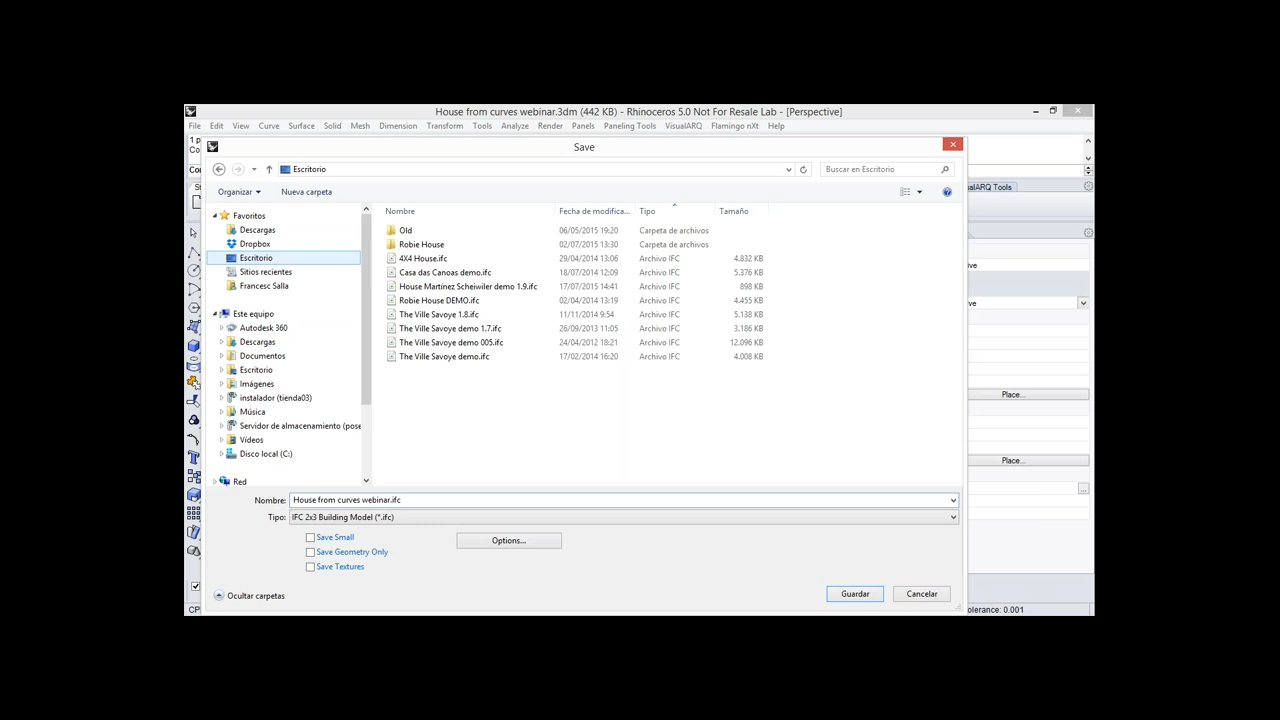 House from curves webinar.3dm (442 KB) - Rhinoceros 5.0 Not For Resale Lab - [Perspective]
File Edit View Curve Surface Solid Mesh Dimension Transform Tools Analyze Render Panels Paneling Tools VisualARQ Flamingo nXt Help
Save
Escritorio
Buscar en Escritorio
Organizar
Nueva carpeta
Favoritos
Descargas
Dropbox
Escritorio
Sitios recientes
Francesc Salla
Este equipo
Autodesk 360
Descargas
Documentos
Escritorio
Imágenes
instalador (tienda03)
Música
Servidor de almacenamiento (pose
Vídeos
Disco local (C:)
Red
Nombre Fecha de modifica... Tipo Tamaño
Old 06/05/2015 19:20 Carpeta de archivos
Robie House 02/07/2015 13:30 Carpeta de archivos
4X4 House.ifc 29/04/2014 13:06 Archivo IFC 4.832 KB
Casa das Canoas demo.ifc 18/07/2014 12:09 Archivo IFC 5.376 KB
House Martínez Scheiwiler demo 1.9.ifc 17/07/2015 14:41 Archivo IFC 898 KB
Robie House DEMO.ifc 02/04/2014 13:19 Archivo IFC 4.455 KB
The Ville Savoye 1.8.ifc 11/11/2014 9:54 Archivo IFC 5.138 KB
The Ville Savoye demo 1.7.ifc 26/09/2013 11:05 Archivo IFC 3.186 KB
The Ville Savoye demo 005.ifc 24/04/2012 18:21 Archivo IFC 12.096 KB
The Ville Savoye demo.ifc 17/02/2014 16:20 Archivo IFC 4.008 KB
Nombre: House from curves webinar.ifc
Tipo: IFC 2x3 Building Model (*.ifc)
Save Small
Save Geometry Only
Save Textures
Options...
Ocultar carpetas
Guardar
Cancelar
ualARQ Tools
ve
ve
Place...
Place...
...
CP
olerance: 0.001